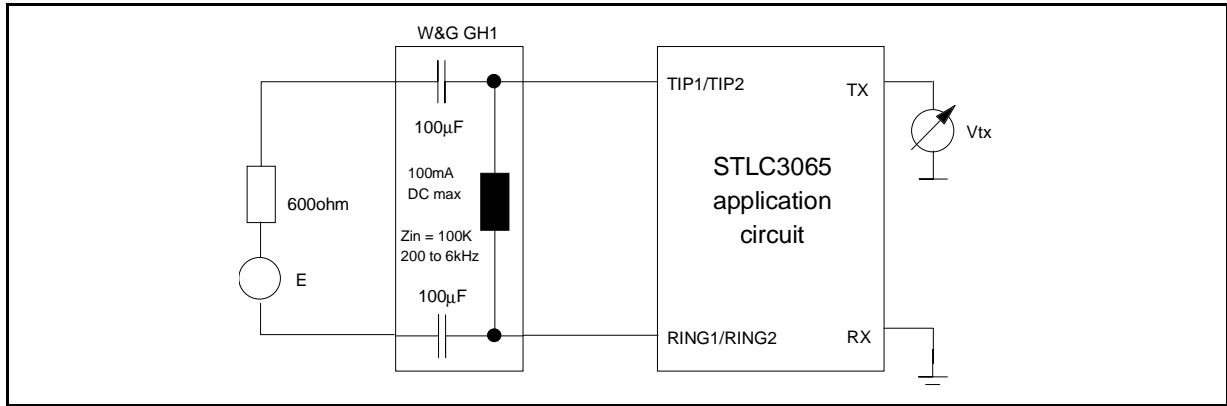 W&G GH1
TIP1/TIP2
TX
100μF
Vtx
100mA
DC max
STLC3065
application
circuit
600ohm
Zin = 100K
200 to 6kHz
E
100μF
RING1/RING2
RX